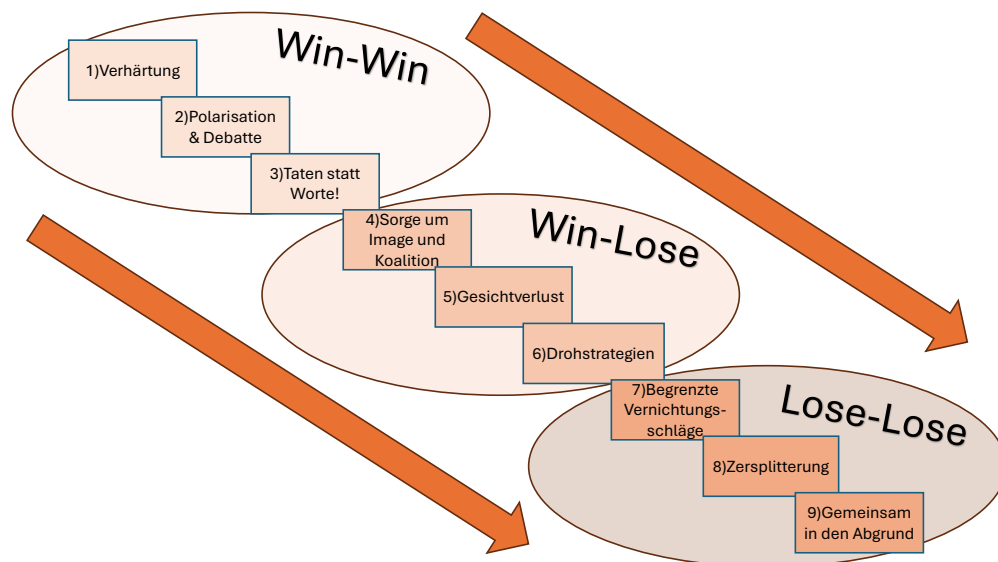 Win-Win
1)Verhärtung
2)Polarisation
& Debatte
3)Taten statt
Worte!
Win-Lose
4)Sorge um
Image und
Koalition
5)Gesichtverlust
6)Drohstrategien
Lose-Lose
7)Begrenzte
Vernichtungs-
schläge
8)Zersplitterung
9)Gemeinsam
in den Abgrund